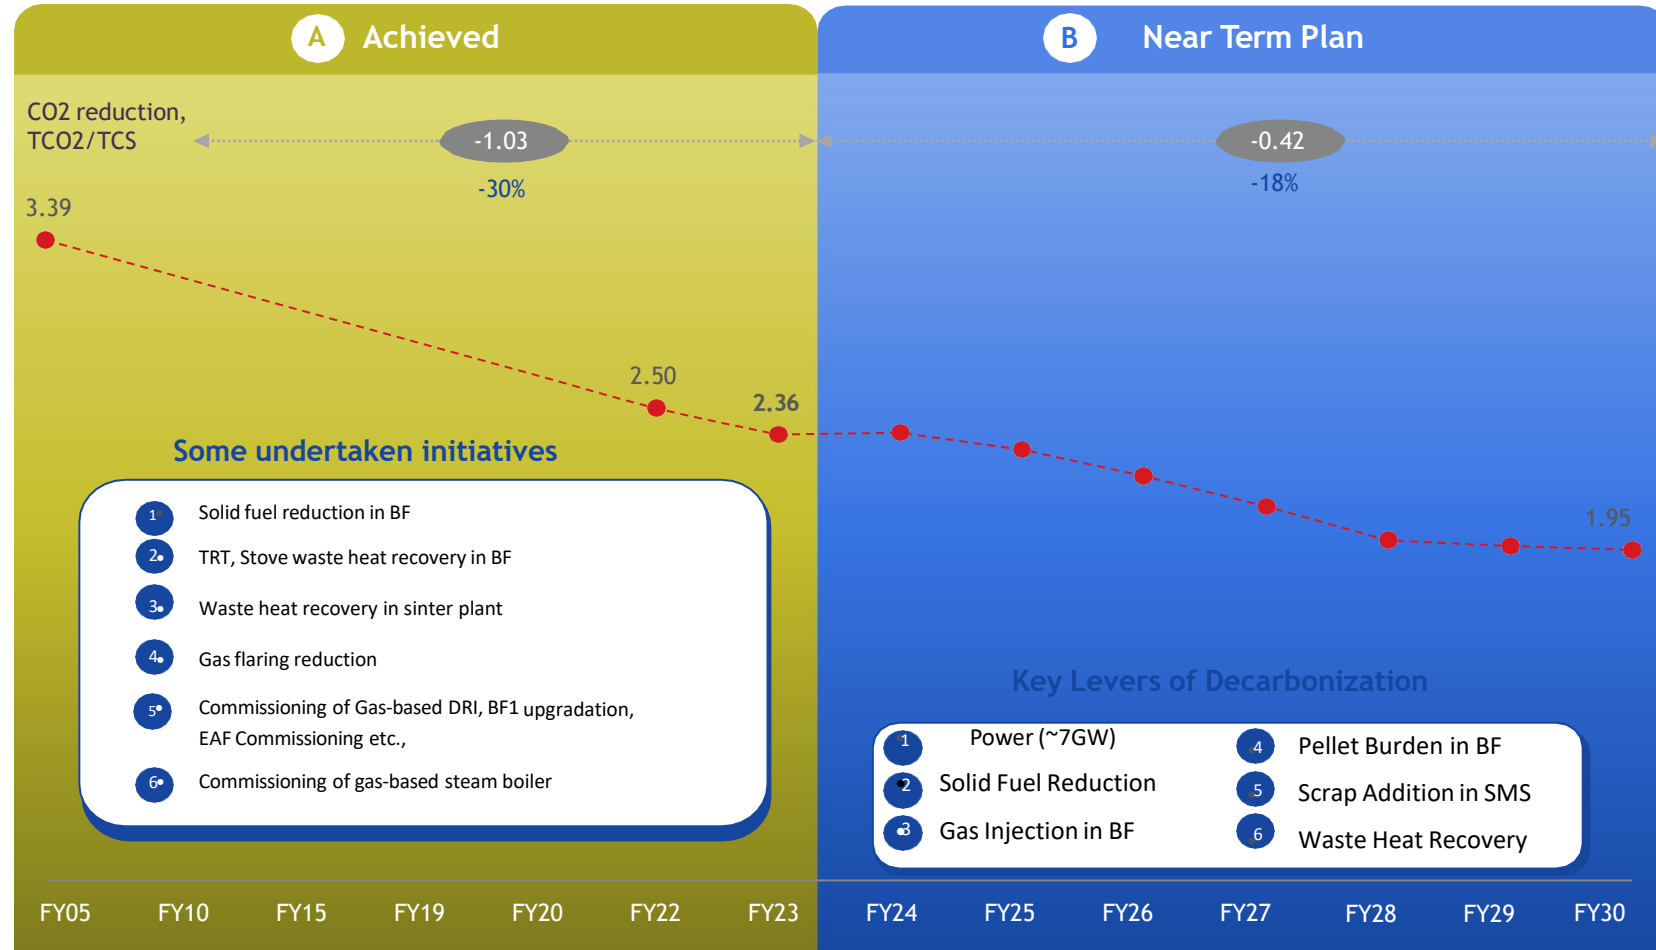 A Achieved
B Near Term Plan
CO2 reduction,
TCO2/TCS
-1.03
-30%
-0.42
-18%
3.39
2.50
2.36
1.95
Some undertaken initiatives
1 Solid fuel reduction in BF
2 TRT, Stove waste heat recovery in BF
3 Waste heat recovery in sinter plant
4 Gas flaring reduction
5 Commissioning of Gas-based DRI, BF1 upgradation,
EAF Commissioning etc.,
6 Commissioning of gas-based steam boiler
Key Levers of Decarbonization
1 Power (~7GW)
2 Solid Fuel Reduction
3 Gas Injection in BF
4 Pellet Burden in BF
5 Scrap Addition in SMS
6 Waste Heat Recovery
FY05 FY10 FY15 FY19 FY20 FY22 FY23 FY24 FY25 FY26 FY27 FY28 FY29 FY30